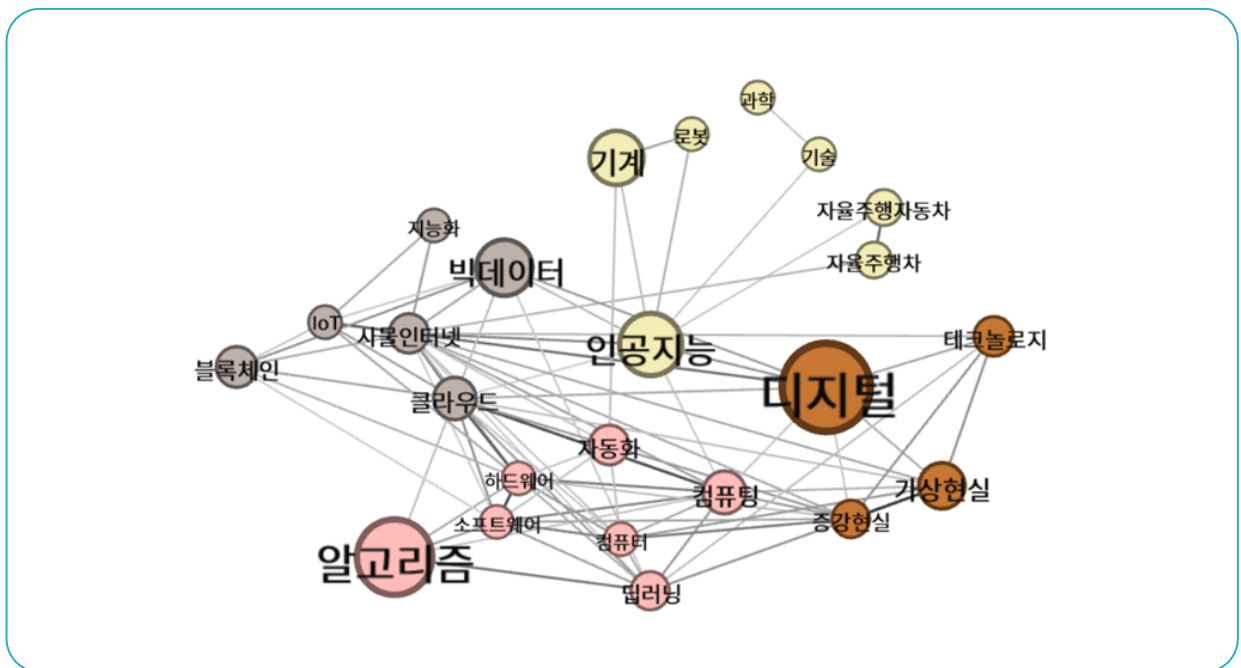 과학
로봇
기계
기술
자율주행자동차
지능화
자율주행차
빅데이터
IoT
사물인터넷
테크놀로지
인공지능
블록체인
디지털
클라우드
자동화
하드웨어
컴퓨팅
가상현실
소프트웨어
증강현실
컴퓨터
알고리즘
딥러닝